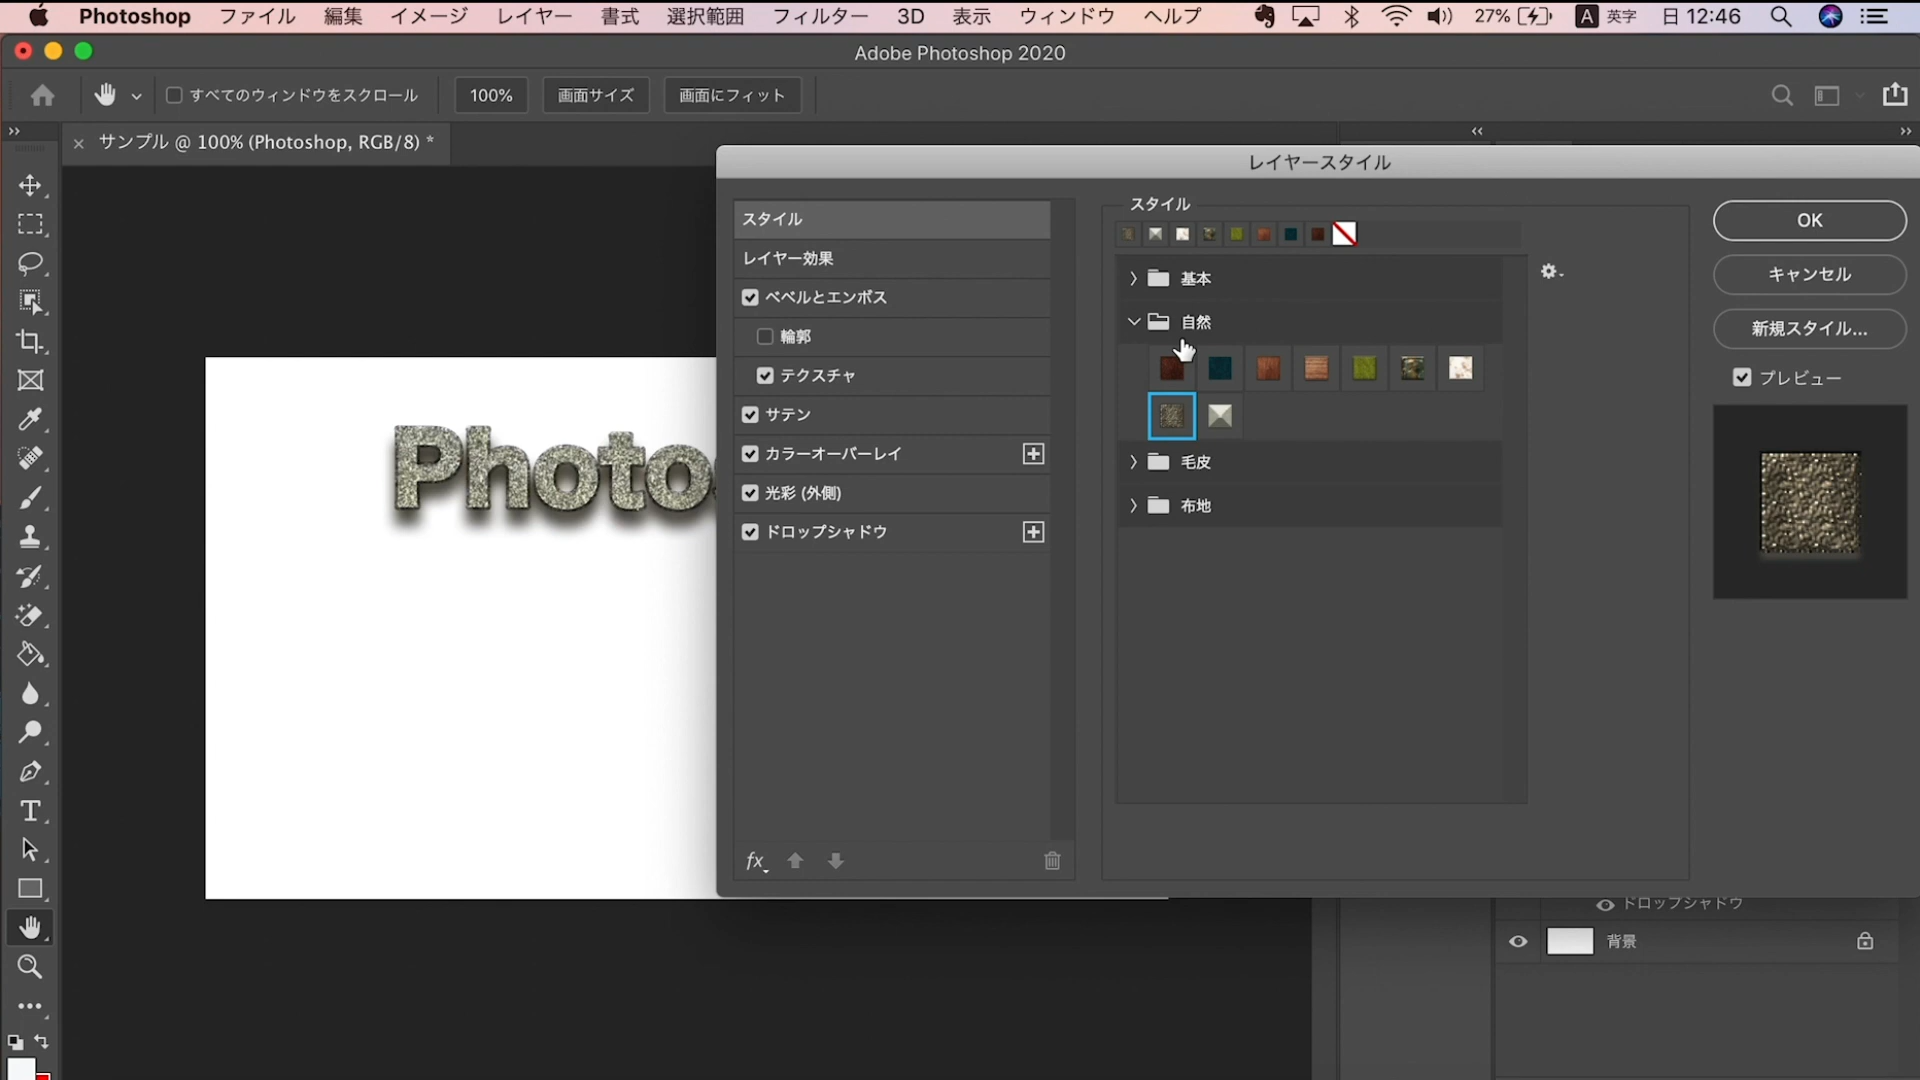 Photoshop ファイル 編集 イメージ レイヤー 書式 選択範囲 フィルター 3D 表示 ウィンドウ ヘルプ 27% A 英字 日 12:46
Adobe Photoshop 2020
すべてのウィンドウをスクロール 100% 画面サイズ 画面にフィット
サンプル @ 100% (Photoshop, RGB/8) *
レイヤースタイル
スタイル
レイヤー効果
ベベルとエンボス
輪郭
テクスチャ
サテン
カラーオーバーレイ
光彩 (外側)
ドロップシャドウ
fx
スタイル
基本
自然
毛皮
布地
OK
キャンセル
新規スタイル...
プレビュー
Photo
ドロップシャドウ
背景